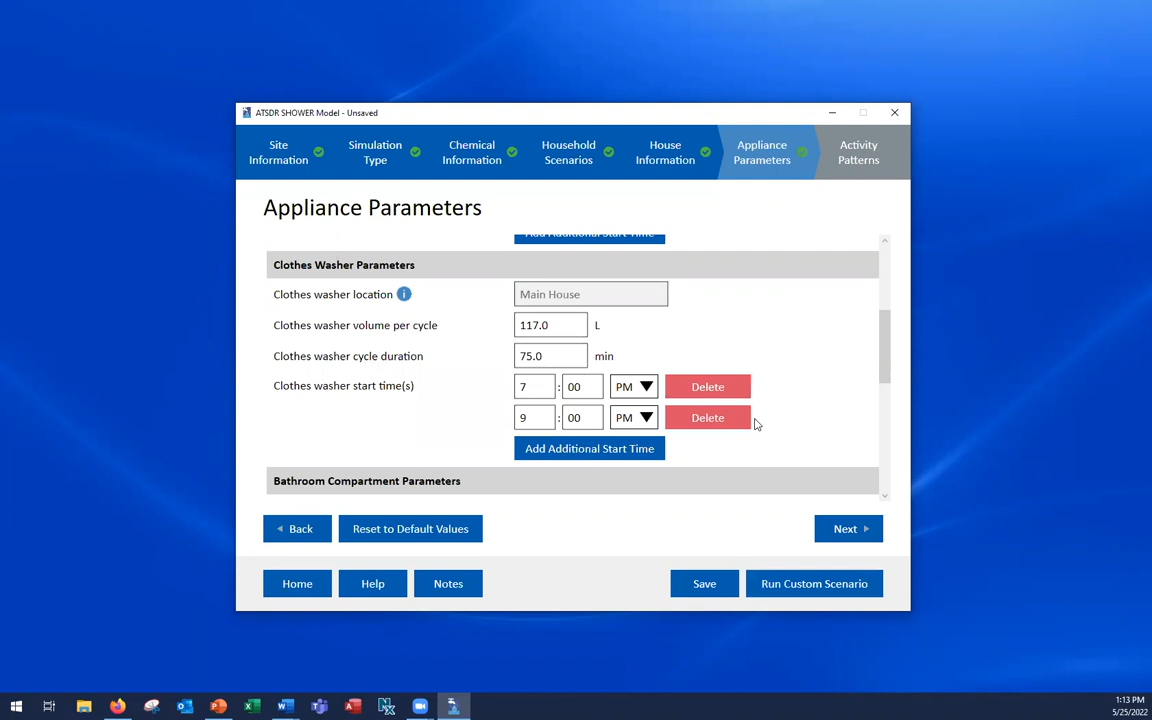 ATSDR SHOWER Model - Unsaved
Site Information
Simulation Type
Chemical Information
Household Scenarios
House Information
Appliance Parameters
Activity Patterns
Appliance Parameters
Add Additional Start Time
Clothes Washer Parameters
Clothes washer location i Main House
Clothes washer volume per cycle 117.0 L
Clothes washer cycle duration 75.0 min
Clothes washer start time(s) 7 : 00 PM Delete
9 : 00 PM Delete
Add Additional Start Time
Bathroom Compartment Parameters
Back Reset to Default Values Next
Home Help Notes Save Run Custom Scenario
1:13 PM
5/25/2022